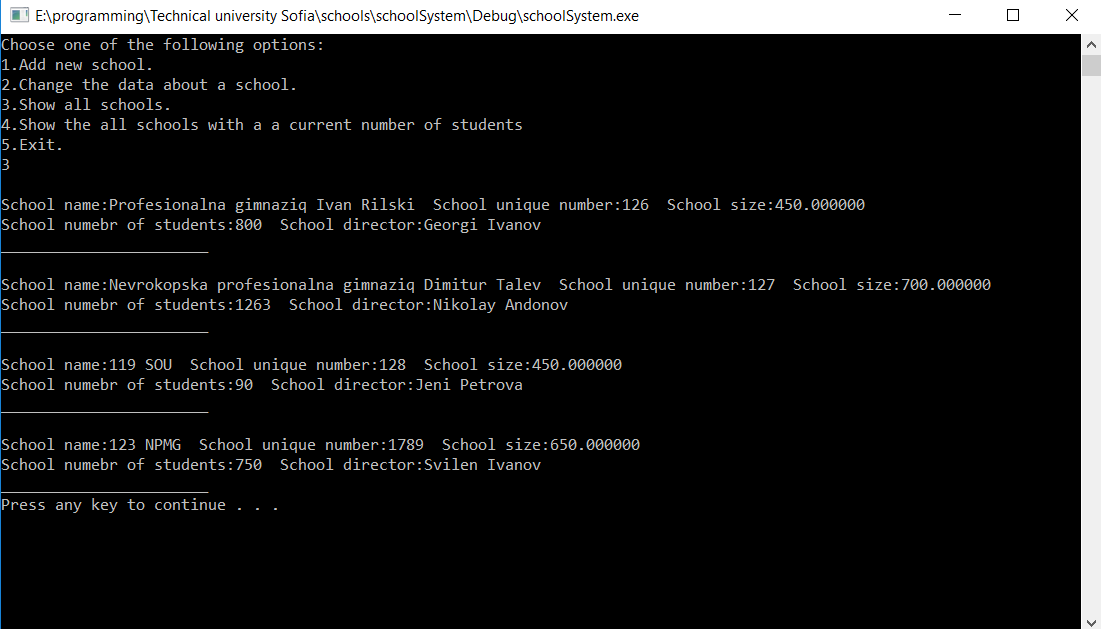 E:\programming\Technical university Sofia\schools\schoolSystem\Debug\schoolSystem.exe
Choose one of the following options:
1.Add new school.
2.Change the data about a school.
3.Show all schools.
4.Show the all schools with a a current number of students
5.Exit.
3
School name:Profesionalna gimnaziq Ivan Rilski  School unique number:126  School size:450.000000
School numebr of students:800  School director:Georgi Ivanov
_______________________
School name:Nevrokopska profesionalna gimnaziq Dimitur Talev  School unique number:127  School size:700.000000
School numebr of students:1263  School director:Nikolay Andonov
_______________________
School name:119 SOU  School unique number:128  School size:450.000000
School numebr of students:90  School director:Jeni Petrova
_______________________
School name:123 NPMG  School unique number:1789  School size:650.000000
School numebr of students:750  School director:Svilen Ivanov
_______________________
Press any key to continue . . .